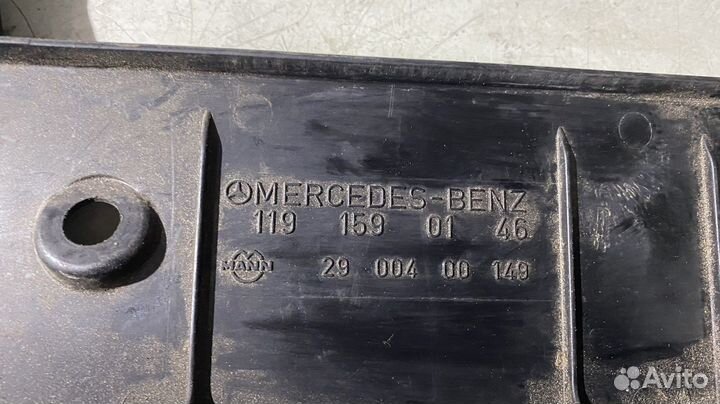 MERCEDES-BENZ
119 159 01 46
MANN 29 004 00 149
Avito